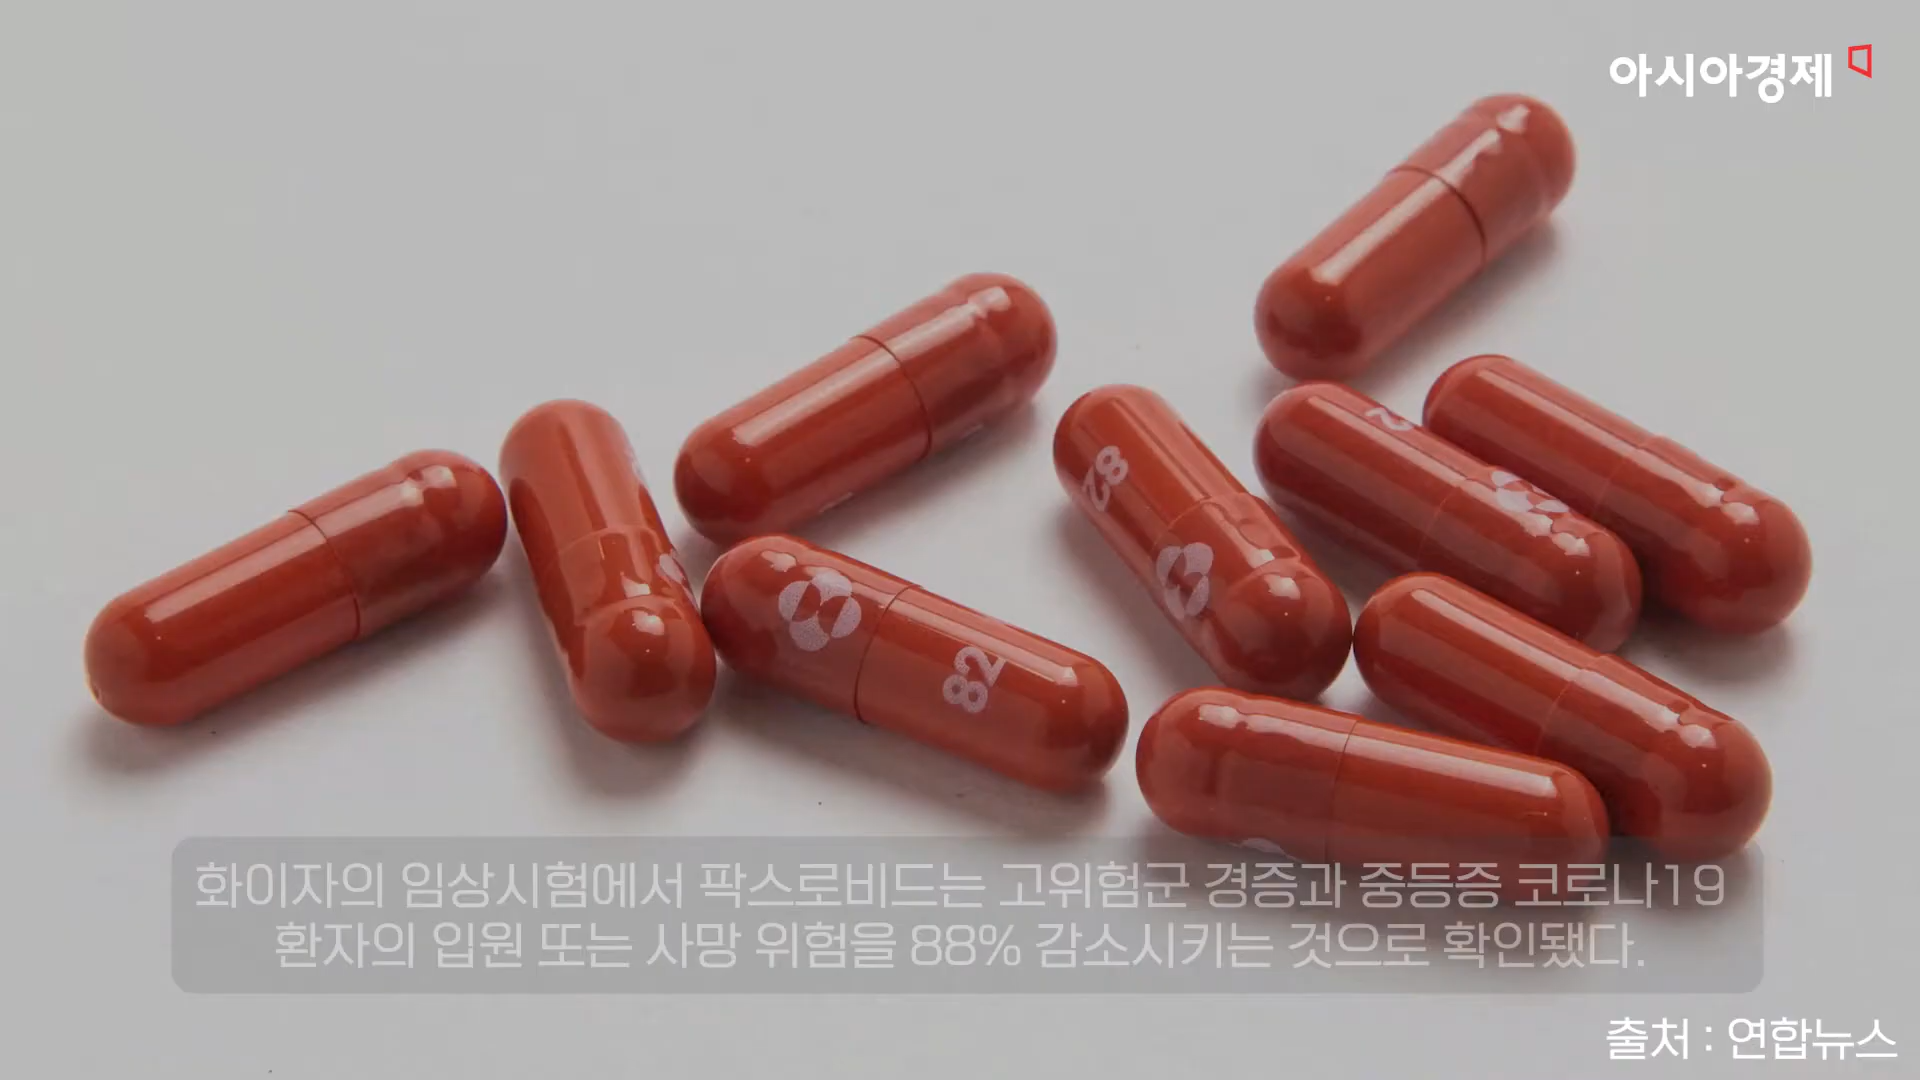 아시아경제
82
82
2
화이자의 임상시험에서 팍스로비드는 고위험군 경증과 중등증 코로나19
환자의 입원 또는 사망 위험을 88% 감소시키는 것으로 확인됐다.
출처 : 연합뉴스